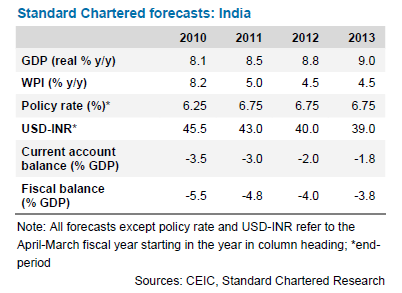 Standard Chartered forecasts: India
2010 2011 2012 2013
GDP (real % y/y) 8.1 8.5 8.8 9.0
WPI (% y/y) 8.2 5.0 4.5 4.5
Policy rate (%)* 6.25 6.75 6.75 6.75
USD-INR* 45.5 43.0 40.0 39.0
Current account
balance (% GDP) -3.5 -3.0 -2.0 -1.8
Fiscal balance
(% GDP) -5.5 -4.8 -4.0 -3.8
Note: All forecasts except policy rate and USD-INR refer to the
April-March fiscal year starting in the year in column heading; *end-
period
Sources: CEIC, Standard Chartered Research